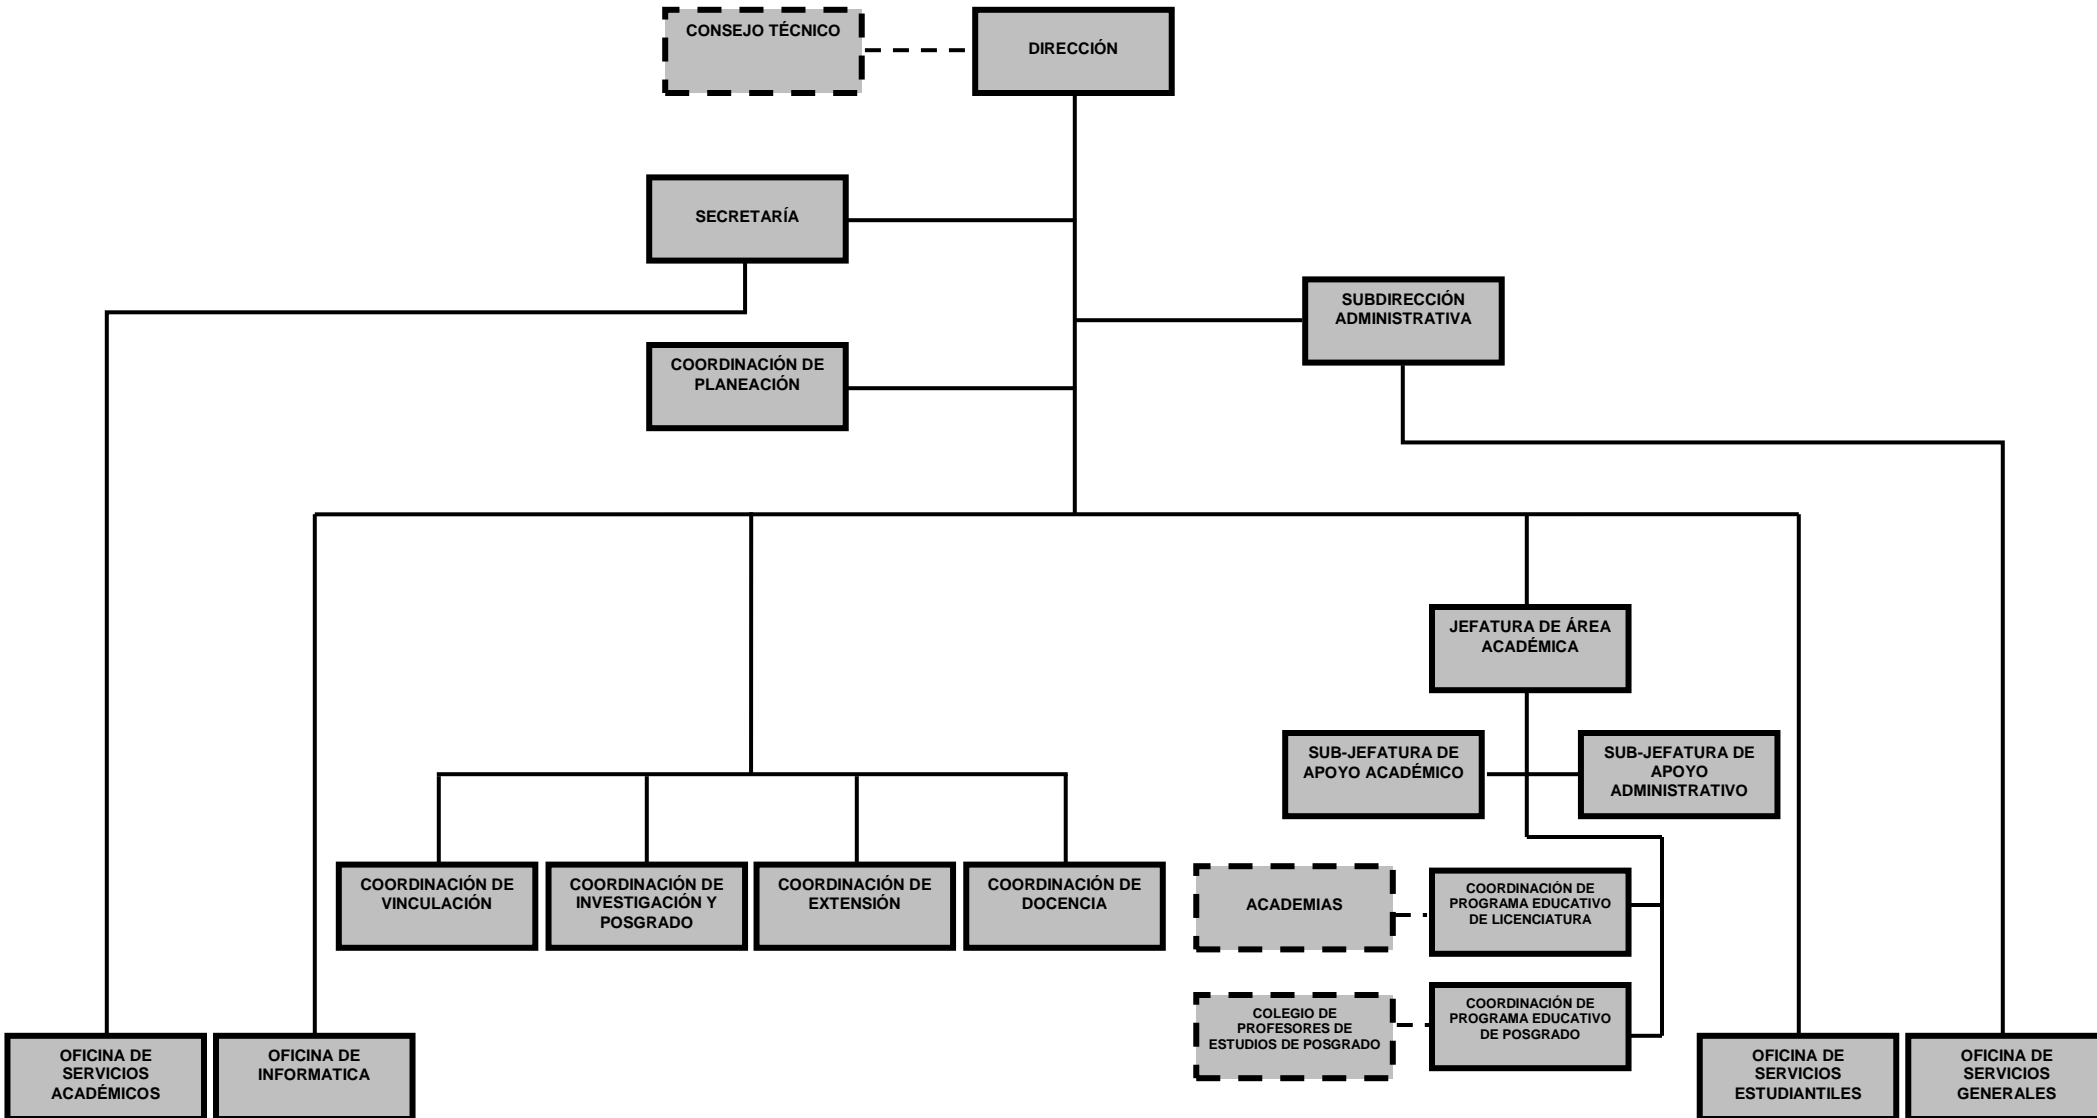 CONSEJO TÉCNICO
DIRECCIÓN
SECRETARÍA
SUBDIRECCIÓN
ADMINISTRATIVA
COORDINACIÓN DE
PLANEACIÓN
JEFATURA DE ÁREA
ACADÉMICA
SUB-JEFATURA DE
APOYO ACADÉMICO
SUB-JEFATURA DE
APOYO
ADMINISTRATIVO
COORDINACIÓN DE
VINCULACIÓN
COORDINACIÓN DE
INVESTIGACIÓN Y
POSGRADO
COORDINACIÓN DE
EXTENSIÓN
COORDINACIÓN DE
DOCENCIA
ACADEMIAS
COORDINACIÓN DE
PROGRAMA EDUCATIVO
DE LICENCIATURA
COLEGIO DE
PROFESORES DE
ESTUDIOS DE POSGRADO
COORDINACIÓN DE
PROGRAMA EDUCATIVO
DE POSGRADO
OFICINA DE
SERVICIOS
ACADÉMICOS
OFICINA DE
INFORMATICA
OFICINA DE
SERVICIOS
ESTUDIANTILES
OFICINA DE
SERVICIOS
GENERALES